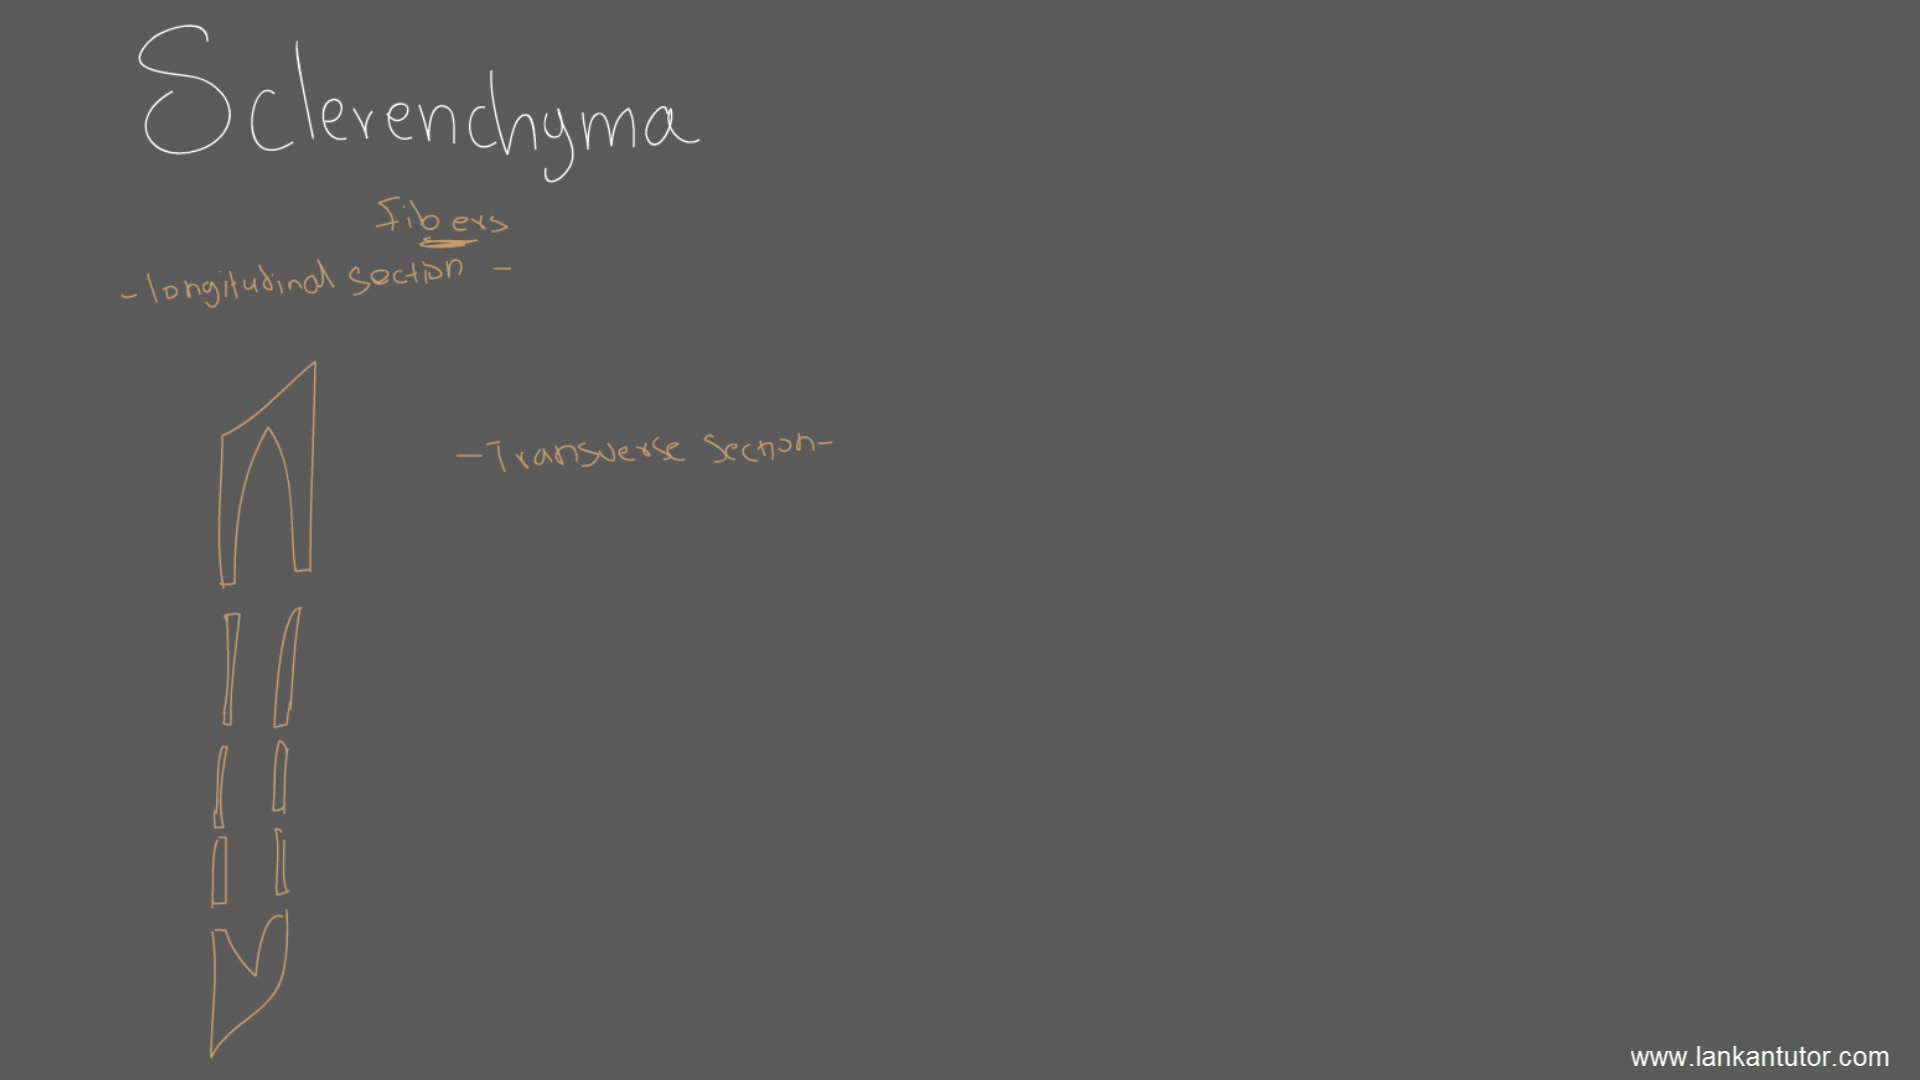 Sclerenchyma
Fibers
- longitudinal section -
- Transverse section -
www.lankantutor.com